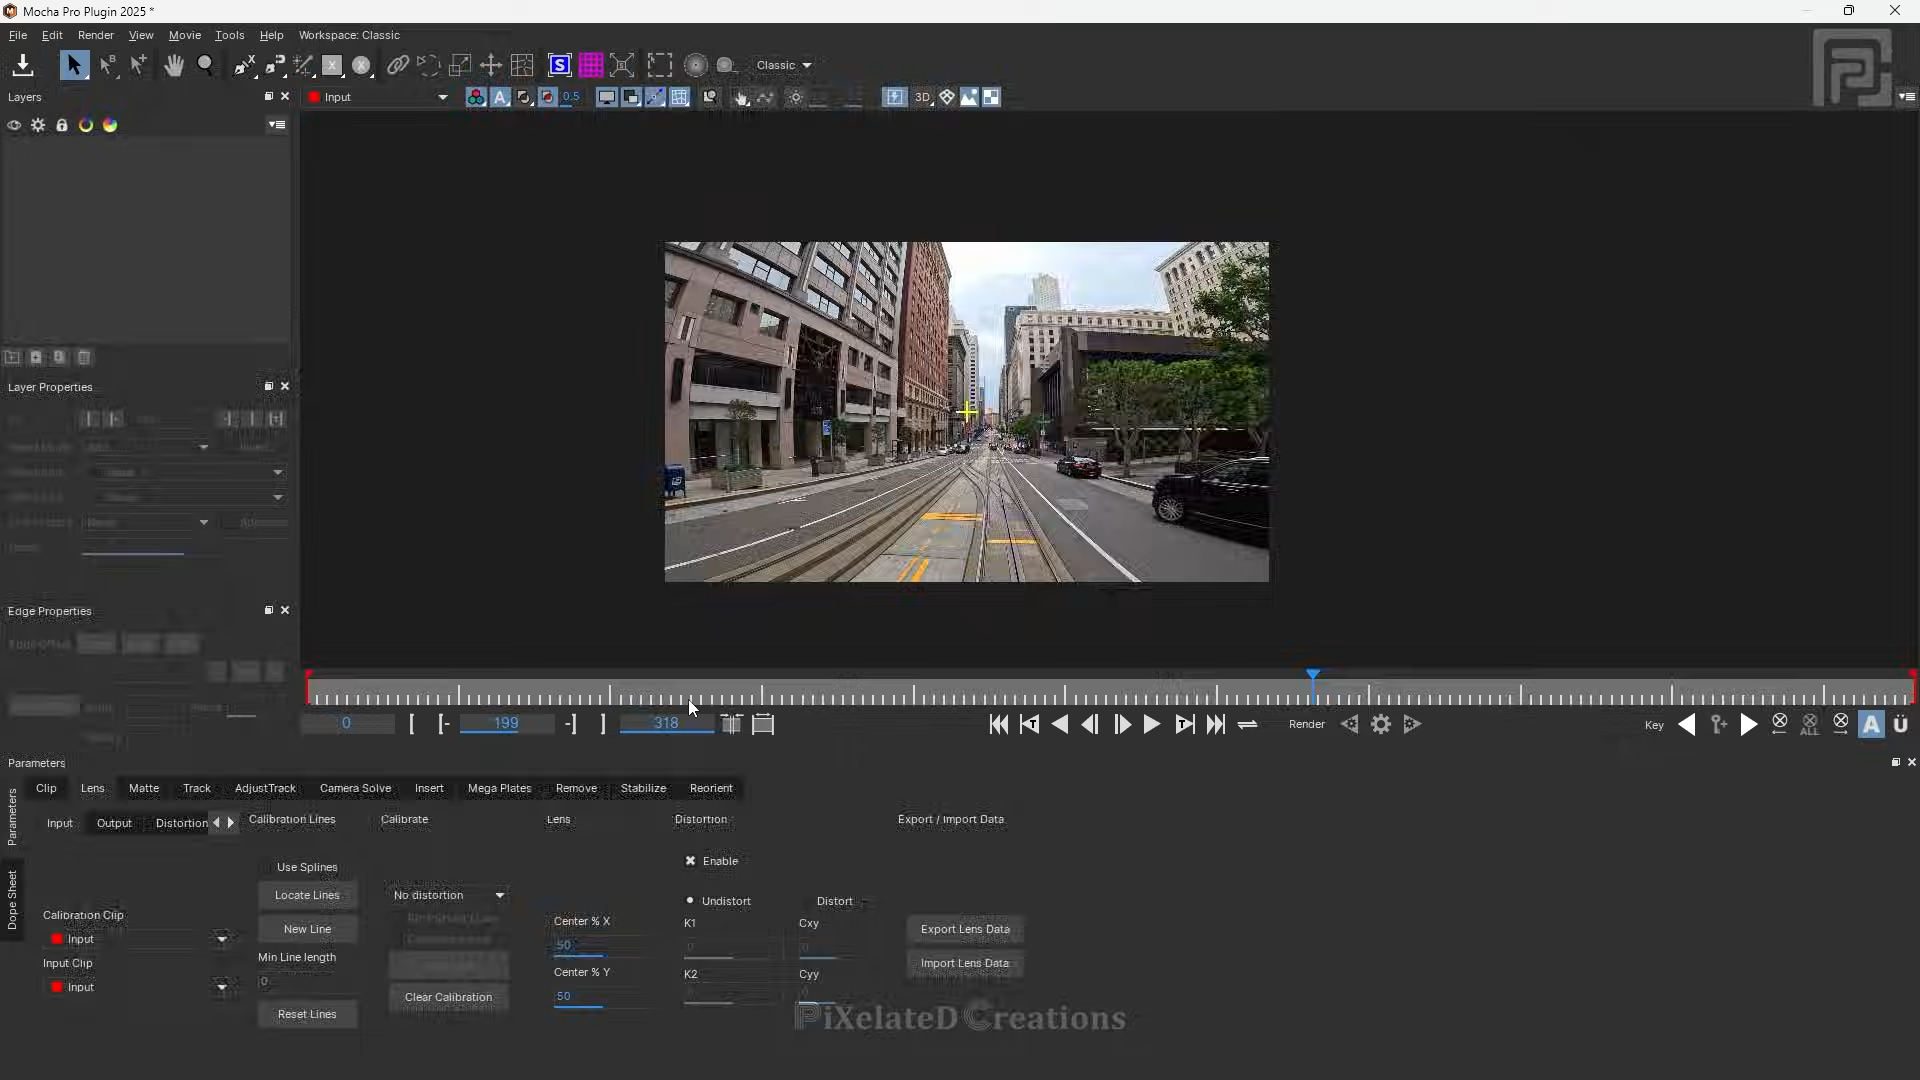 Mocha Pro Plugin 2025 *
File Edit Render View Movie Tools Help Workspace: Classic
Classic
Layers
Input
0.5
3D
Layer Properties
Edge Properties
0 199 318
Render
Key
ALL
Parameters
Clip Lens Matte Track AdjustTrack Camera Solve Insert Mega Plates Remove Stabilize Reorient
Parameters
Dope Sheet
Input Output Distortion
Calibration Lines Calibrate Lens Distortion Export / Import Data
Enable
Use Splines
Locate Lines
No distortion
Undistort Distort
Calibration Clip
Input
New Line
Center % X
50
K1
0
Cxy
0
Export Lens Data
Input Clip
Input
Min Line length
0
Center % Y
50
K2
Cyy
Import Lens Data
Clear Calibration
Reset Lines
PiXelateD Creations